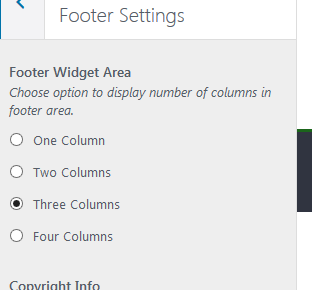 Footer Settings
Footer Widget Area
Choose option to display number of columns in
footer area.
One Column
Two Columns
Three Columns
Four Columns
Copyright Info